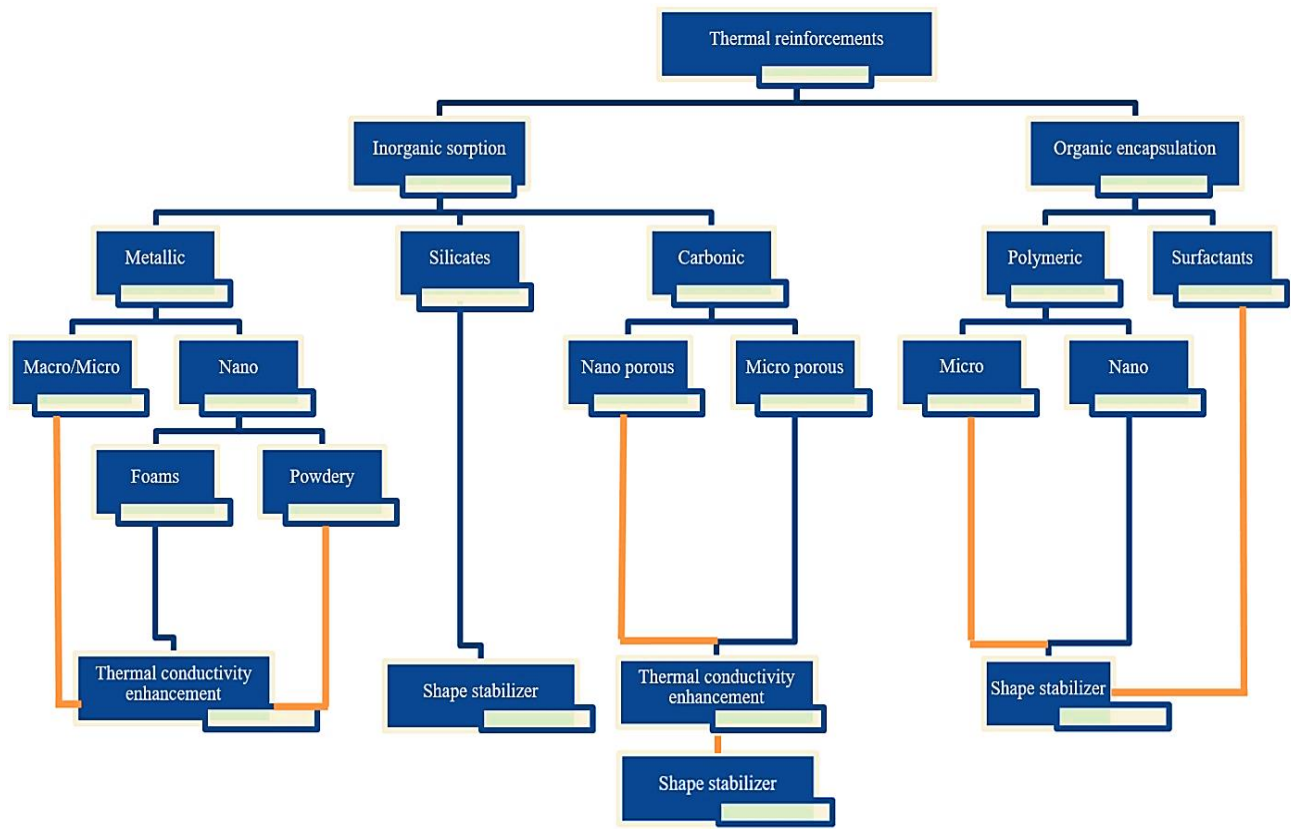 Thermal reinforcements
Inorganic sorption
Organic encapsulation
Metallic
Silicates
Carbonic
Polymeric
Surfactants
Macro/Micro
Nano
Nano porous
Micro porous
Micro
Nano
Foams
Powdery
Thermal conductivity
enhancement
Shape stabilizer
Thermal conductivity
enhancement
Shape stabilizer
Shape stabilizer